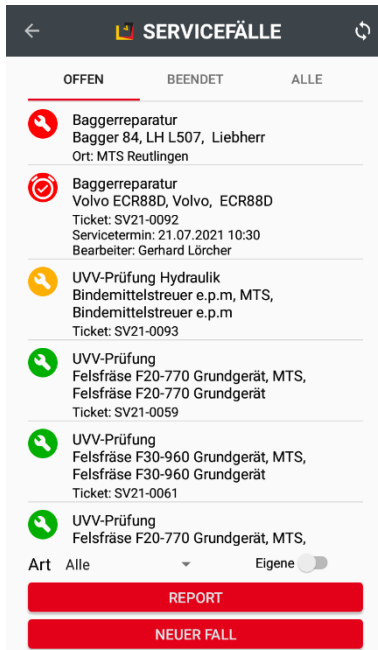 SERVICEFÄLLE
OFFEN BEENDET ALLE
Baggerreparatur
Bagger 84, LH L507, Liebherr
Ort: MTS Reutlingen
Baggerreparatur
Volvo ECR88D, Volvo, ECR88D
Ticket: SV21-0092
Servicetermin: 21.07.2021 10:30
Bearbeiter: Gerhard Lörcher
UVV-Prüfung Hydraulik
Bindemittelstreuer e.p.m, MTS,
Bindemittelstreuer e.p.m
Ticket: SV21-0093
UVV-Prüfung
Felsfräse F20-770 Grundgerät, MTS,
Felsfräse F20-770 Grundgerät
Ticket: SV21-0059
UVV-Prüfung
Felsfräse F30-960 Grundgerät, MTS,
Felsfräse F30-960 Grundgerät
Ticket: SV21-0061
UVV-Prüfung
Felsfräse F20-770 Grundgerät, MTS,
Art Alle Eigene
REPORT
NEUER FALL